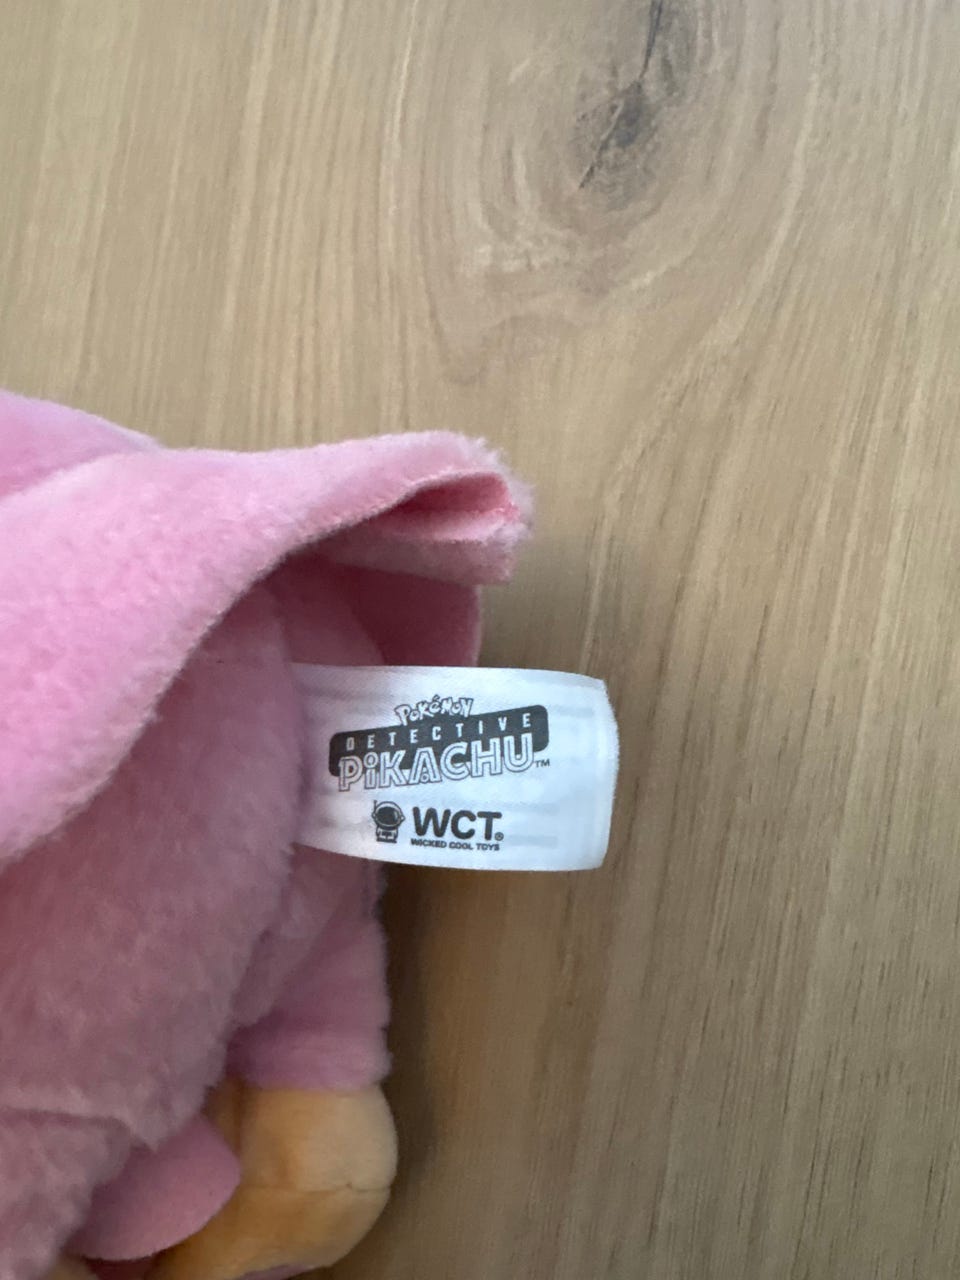 Pokémon
DETECTIVE
PiKACHU™
WCT®
WICKED COOL TOYS